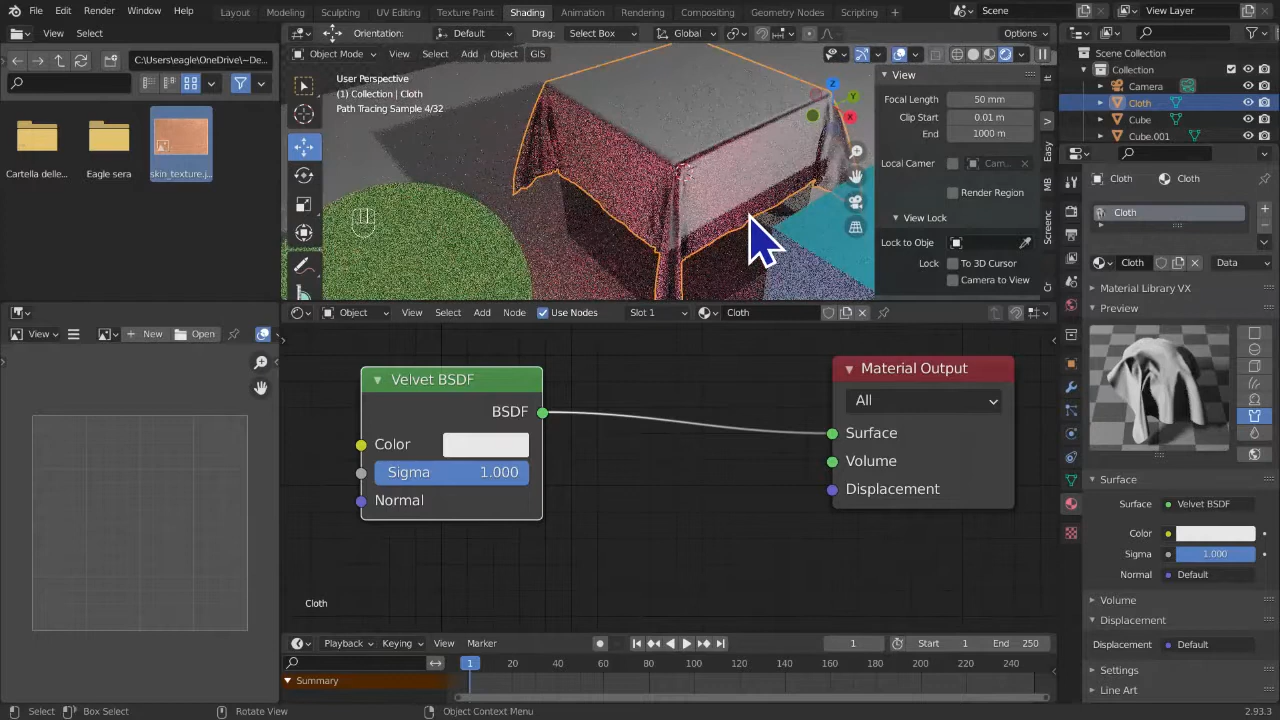 File Edit Render Window Help
Layout Modeling Sculpting UV Editing Texture Paint Shading Animation Rendering Compositing Geometry Nodes Scripting +
Scene
View Layer
View Select
C:\users\eagle\OneDrive\~De...
Cartella delle... Eagle sera skin_texture.j...
Orientation: Default Drag: Select Box Global Options
Object Mode View Select Add Object GIS
User Perspective
(1) Collection | Cloth
Path Tracing Sample 4/32
Z
Y
X
View
Focal Length 50 mm
Clip Start 0.01 m
End 1000 m
Local Camer Cam...
Render Region
View Lock
Lock to Obje
Lock To 3D Cursor
Camera to View
Easy
MB
Screenc
Scene Collection
Collection
Camera
Cloth
Cube
Cube.001
Cloth Cloth
Cloth
Cloth Data
Material Library VX
Preview
Surface
Surface Velvet BSDF
Color
Sigma 1.000
Normal Default
Volume
Displacement
Displacement Default
Settings
Line Art
View + New Open
Object View Select Add Node Use Nodes Slot 1 Cloth
Velvet BSDF
BSDF
Color
Sigma 1.000
Normal
Material Output
All
Surface
Volume
Displacement
Cloth
Playback Keying View Marker 1 Start 1 End 250
1 20 40 60 80 100 120 140 160 180 200 220 240
Summary
Select Box Select Rotate View Object Context Menu 2.93.3